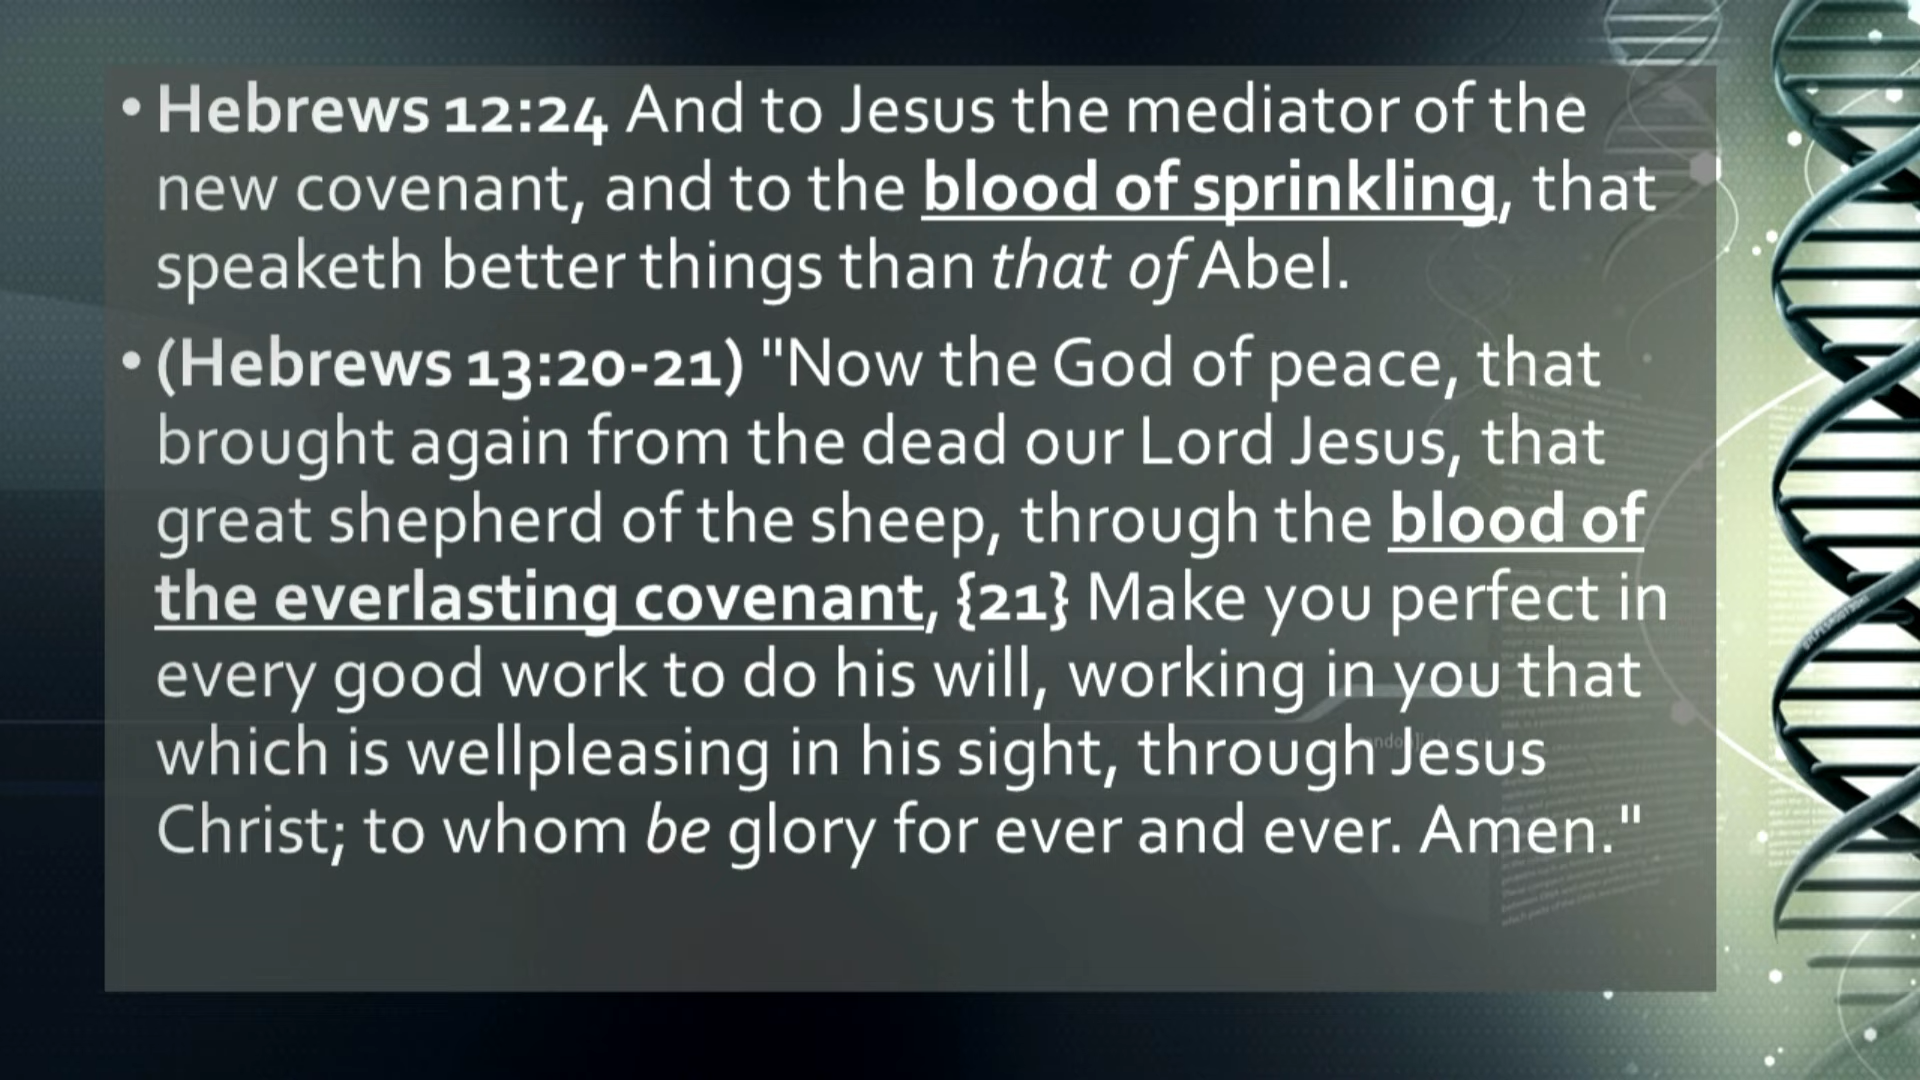 • Hebrews 12:24 And to Jesus the mediator of the
new covenant, and to the blood of sprinkling, that
speaketh better things than that of Abel.
• (Hebrews 13:20-21) "Now the God of peace, that
brought again from the dead our Lord Jesus, that
great shepherd of the sheep, through the blood of
the everlasting covenant, {21} Make you perfect in
every good work to do his will, working in you that
which is wellpleasing in his sight, through Jesus
Christ; to whom be glory for ever and ever. Amen."